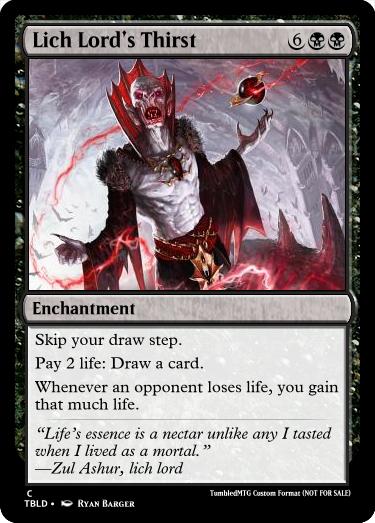 Lich Lord's Thirst 6
Enchantment
Skip your draw step.
Pay 2 life: Draw a card.
Whenever an opponent loses life, you gain
that much life.
“Life's essence is a nectar unlike any I tasted
when I lived as a mortal.”
—Zul Ashur, lich lord
C
TBLD • RYAN BARGER
TumbledMTG Custom Format (NOT FOR SALE)